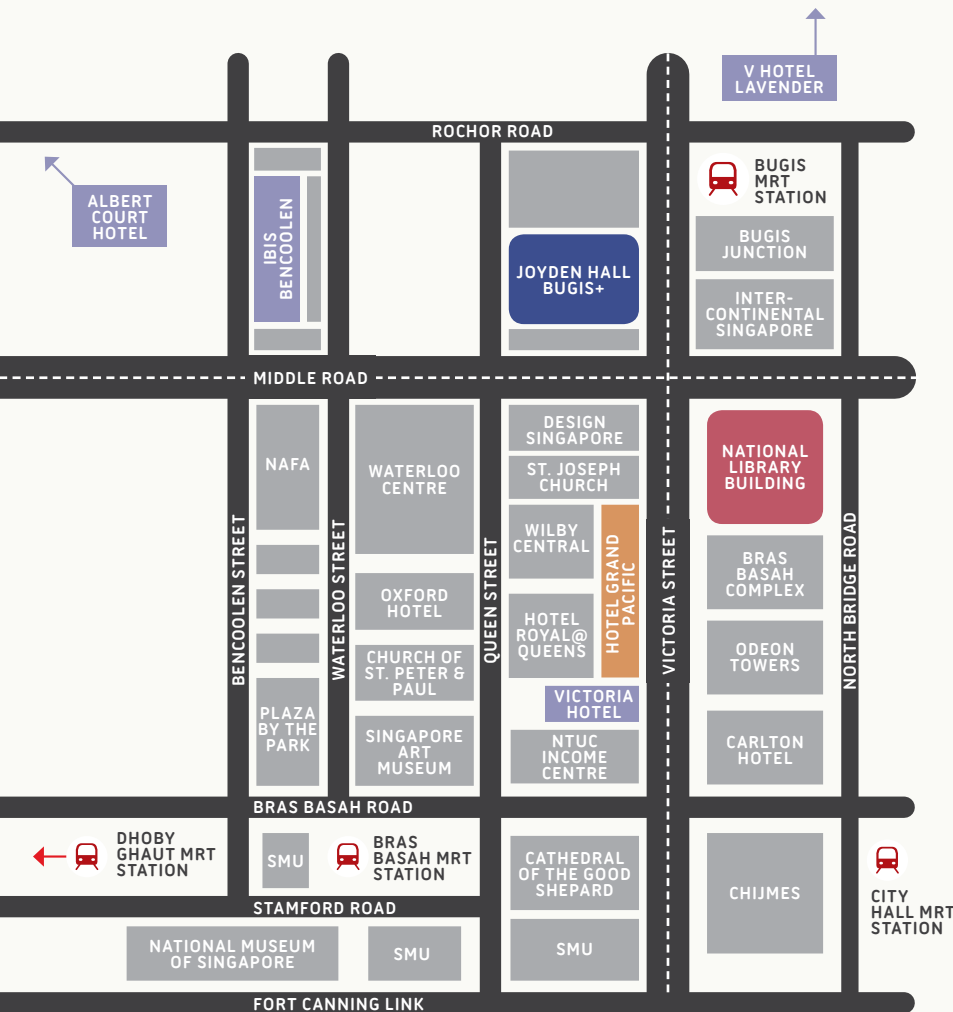 V HOTEL
LAVENDER
ROCHOR ROAD
BUGIS
MRT
STATION
ALBERT
COURT
HOTEL
IBIS
BENCOOLEN
BUGIS
JUNCTION
JOYDEN HALL
BUGIS+
INTER-
CONTINENTAL
SINGAPORE
MIDDLE ROAD
NAFA
WATERLOO
CENTRE
DESIGN
SINGAPORE
ST. JOSEPH
CHURCH
NATIONAL
LIBRARY
BUILDING
WILBY
CENTRAL
HOTEL GRAND
PACIFIC
BENCOOLEN STREET
WATERLOO STREET
QUEEN STREET
VICTORIA STREET
NORTH BRIDGE ROAD
BRAS
BASAH
COMPLEX
OXFORD
HOTEL
HOTEL
ROYAL@
QUEENS
ODEON
TOWERS
CHURCH OF
ST. PETER &
PAUL
VICTORIA
HOTEL
PLAZA
BY THE
PARK
SINGAPORE
ART
MUSEUM
NTUC
INCOME
CENTRE
CARLTON
HOTEL
BRAS BASAH ROAD
DHOBY
GHAUT MRT
STATION
SMU
BRAS
BASAH MRT
STATION
CATHEDRAL
OF THE GOOD
SHEPARD
CHIJMES
CITY
HALL MRT
STATION
STAMFORD ROAD
NATIONAL MUSEUM
OF SINGAPORE
SMU
SMU
FORT CANNING LINK